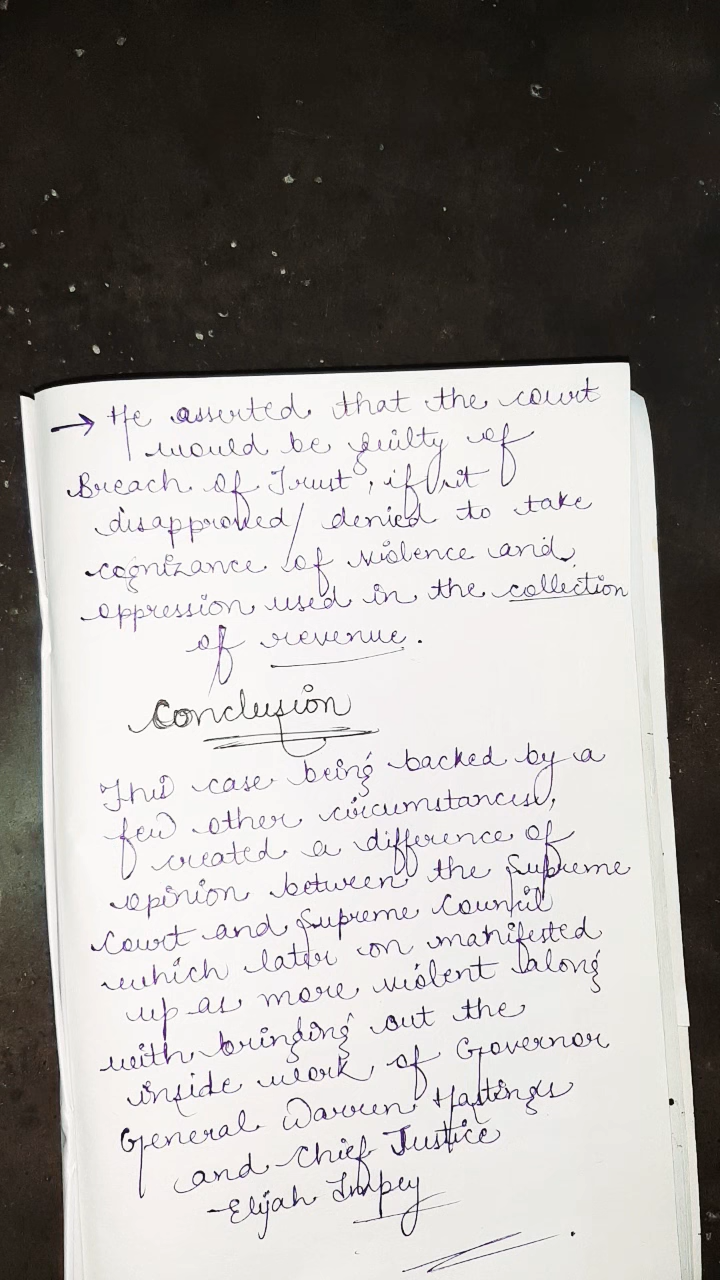 → He asserted that the court
would be guilty of
Breach of Trust, if it
disapproved/ denied to take
cognizance of violence and
oppression used in the collection
of revenue.
Conclusion
This case being backed by a
few other circumstances,
created a difference of
opinion between the Supreme
Court and Supreme Council
which later on manifested
up as more violent along
with bringing out the
inside work of Governor
General Warren Hastings
and Chief Justice
Elijah Impey